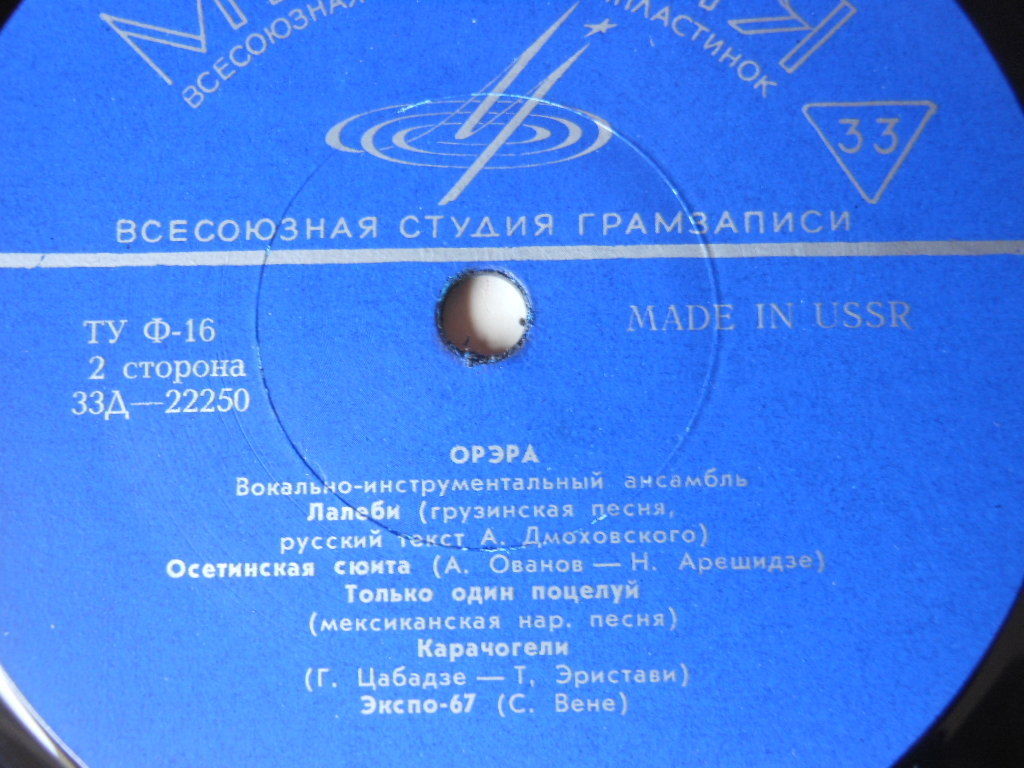 ВСЕСОЮЗНАЯ ПЛАСТИНОК
33
ВСЕСОЮЗНАЯ СТУДИЯ ГРАМЗАПИСИ
MADE IN USSR
ТУ Ф-16
2 сторона
33Д—22250
ОРЭРА
Вокально-инструментальный ансамбль
Лалеби (грузинская песня,
русский текст А. Дмоховского)
Осетинская сюита (А. Ованов — Н. Арешидзе)
Только один поцелуй
(мексиканская нар. песня)
Карачогели
(Г. Цабадзе — Т. Эристави)
Экспо-67 (С. Вене)